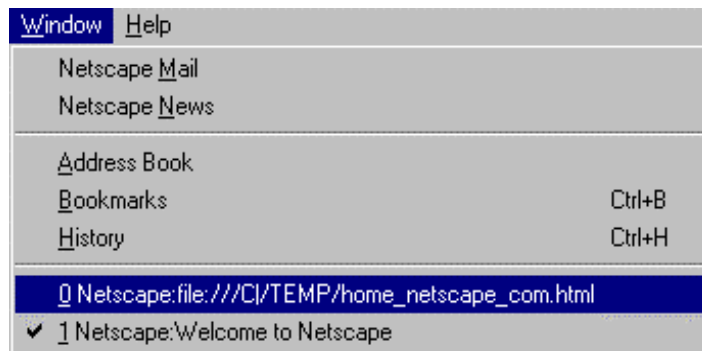 Window Help
Netscape Mail
Netscape News
Address Book
Bookmarks Ctrl+B
History Ctrl+H
0 Netscape:file:///C|/TEMP/home_netscape_com.html
1 Netscape:Welcome to Netscape